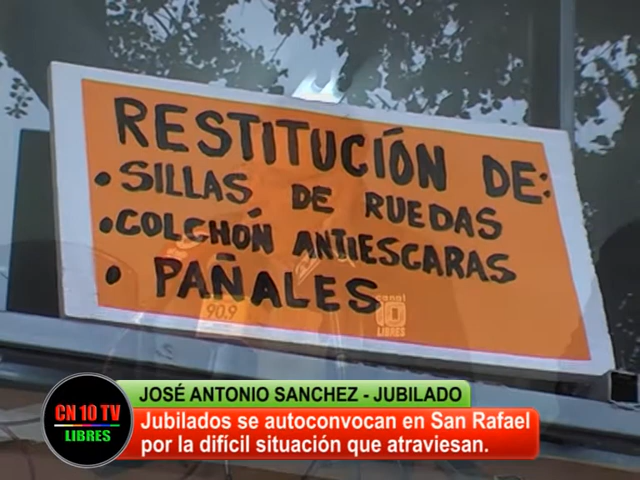 RESTITUCIÓN DE:
• SILLAS DE RUEDAS
• COLCHÓN ANTIESCARAS
• PAÑALES
90.9
canal
10
LIBRES
JOSÉ ANTONIO SANCHEZ - JUBILADO
CN 10 TV
LIBRES
Jubilados se autoconvocan en San Rafael
por la difícil situación que atraviesan.